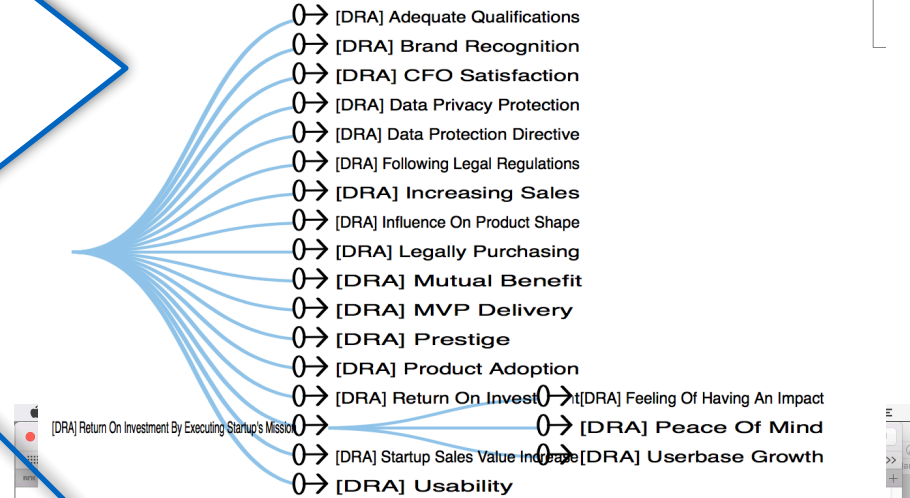 [DRA] Adequate Qualifications
[DRA] Brand Recognition
[DRA] CFO Satisfaction
[DRA] Data Privacy Protection
[DRA] Data Protection Directive
[DRA] Following Legal Regulations
[DRA] Increasing Sales
[DRA] Influence On Product Shape
[DRA] Legally Purchasing
[DRA] Mutual Benefit
[DRA] MVP Delivery
[DRA] Prestige
[DRA] Product Adoption
[DRA] Return On Invest t
[DRA] Feeling Of Having An Impact
[DRA] Return On Investment By Executing Startup's Mission
[DRA] Peace Of Mind
[DRA] Startup Sales Value Increase
[DRA] Userbase Growth
[DRA] Usability